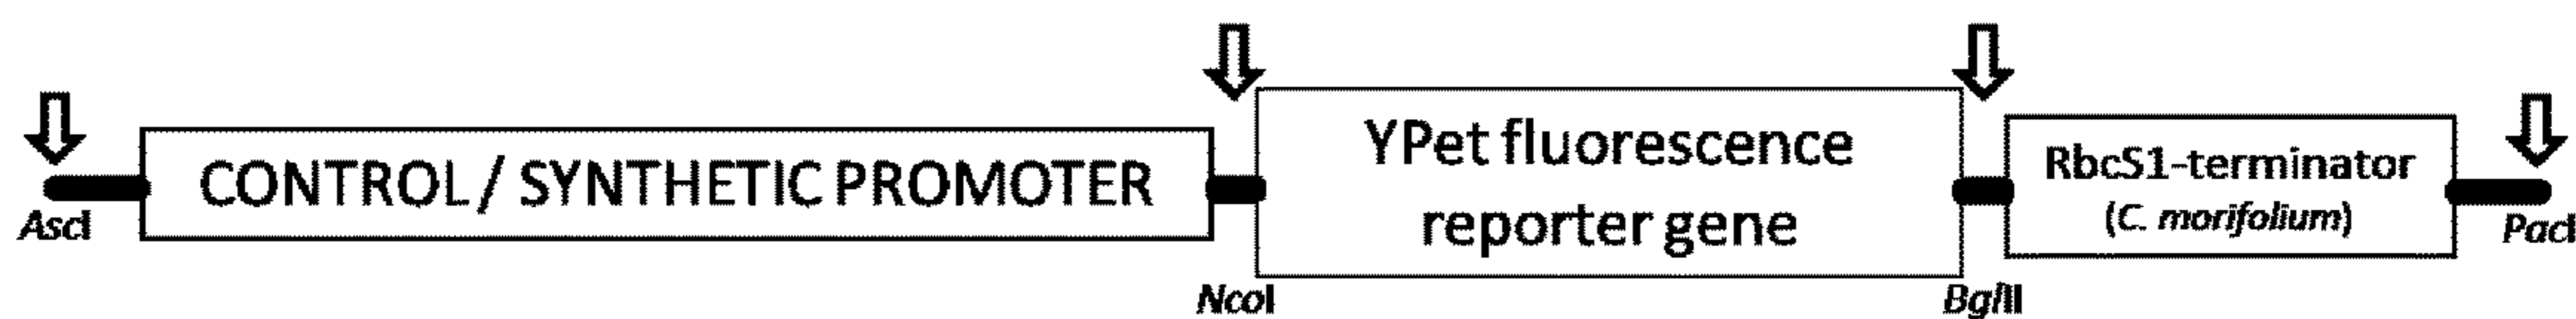 CONTROL / SYNTHETIC PROMOTER
YPet fluorescence
reporter gene
RbcS1-terminator
(C. morifolium)
AscI
NcoI
BglII
PacI